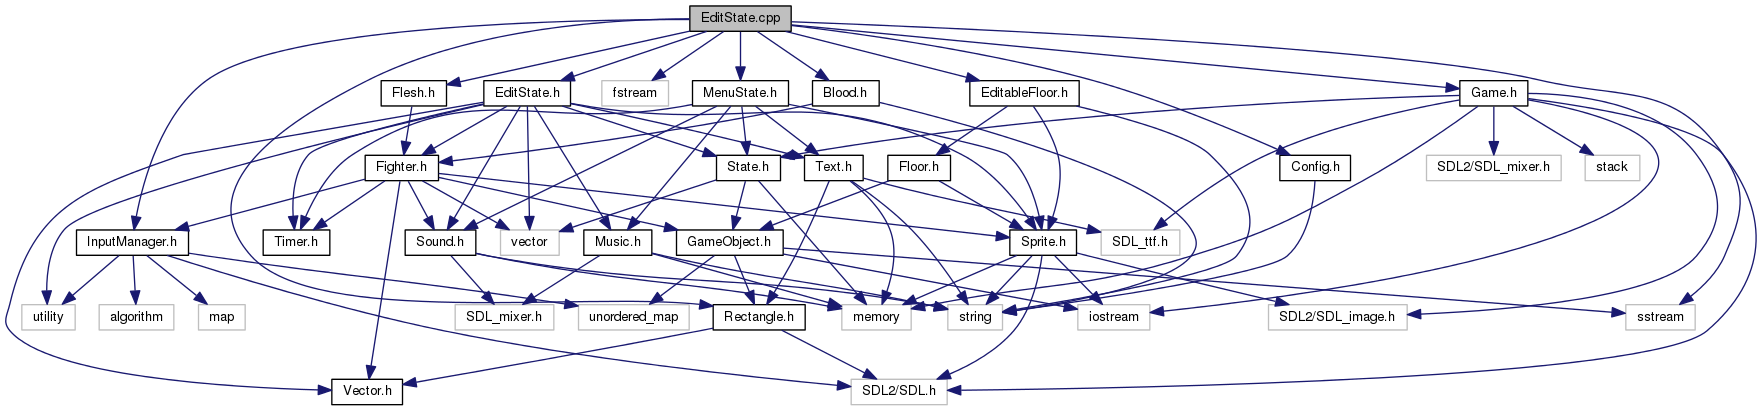 EditState.cpp
Flesh.h
EditState.h
fstream
MenuState.h
Blood.h
EditableFloor.h
Game.h
Fighter.h
State.h
Text.h
Floor.h
Config.h
SDL2/SDL_mixer.h
stack
InputManager.h
Timer.h
Sound.h
vector
Music.h
GameObject.h
Sprite.h
SDL_ttf.h
utility
algorithm
map
SDL_mixer.h
unordered_map
Rectangle.h
memory
string
iostream
SDL2/SDL_image.h
sstream
Vector.h
SDL2/SDL.h